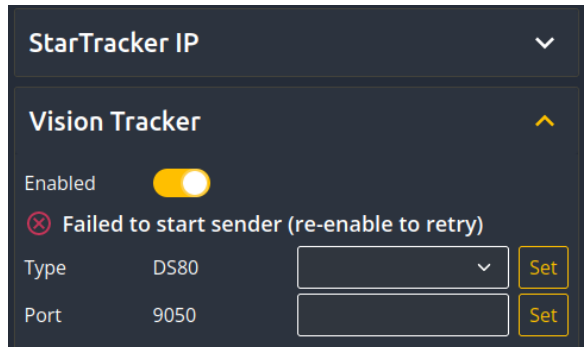 StarTracker IP
Vision Tracker
Enabled
Failed to start sender (re-enable to retry)
Type DS80 Set
Port 9050 Set